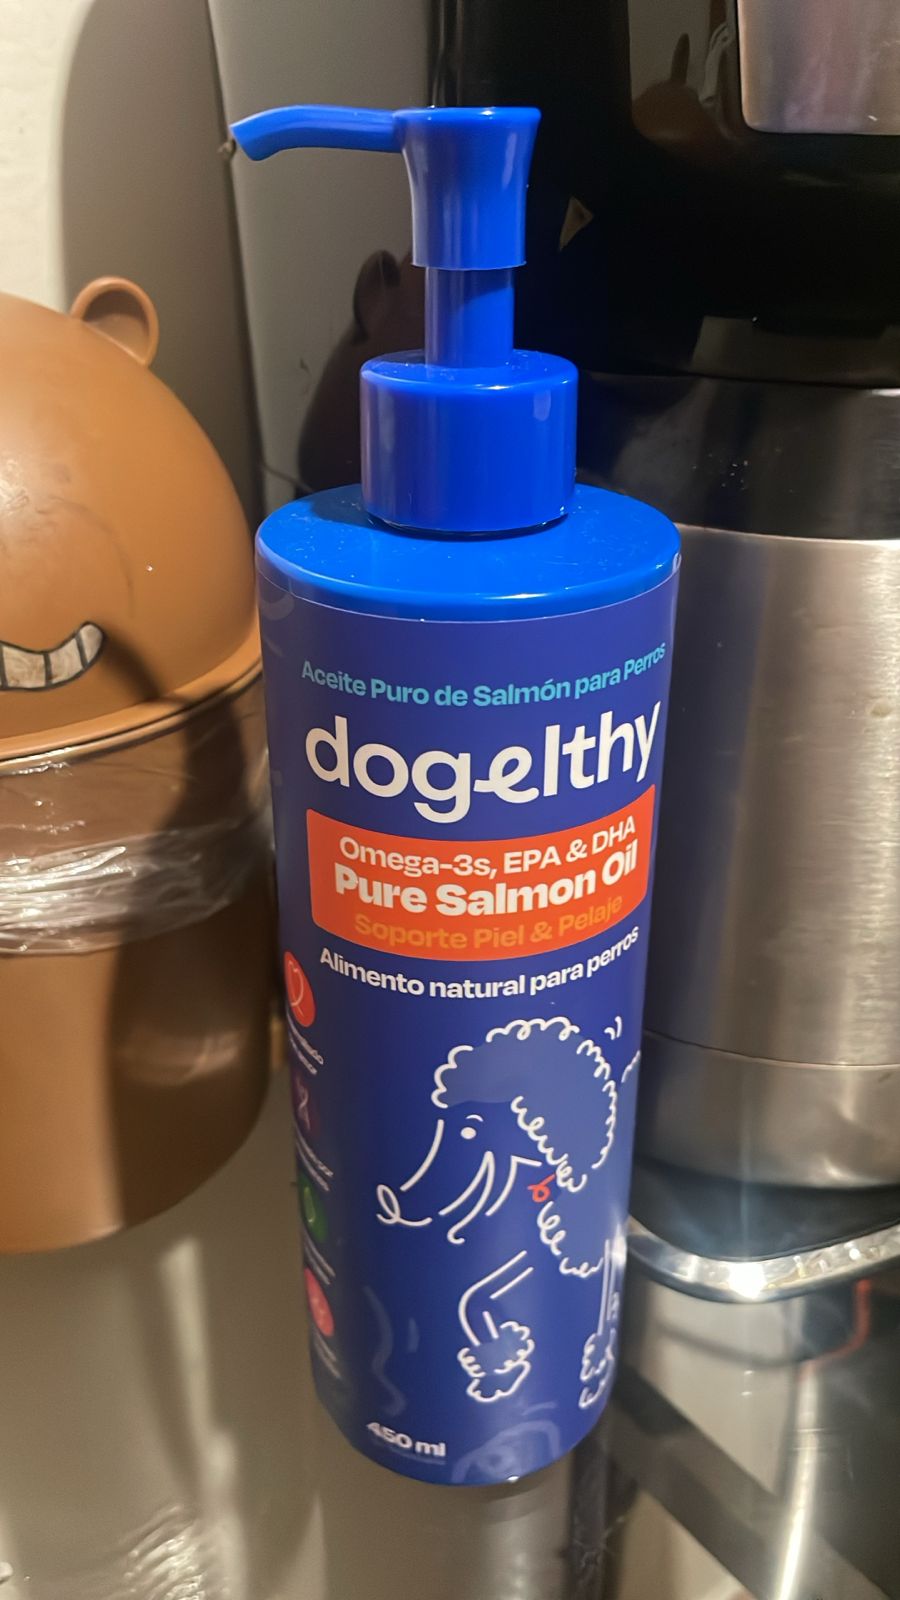 Aceite Puro de Salmón para Perros
dogelthy
Omega-3s, EPA & DHA
Pure Salmon Oil
Soporte Piel & Pelaje
Alimento natural para perros
450 ml